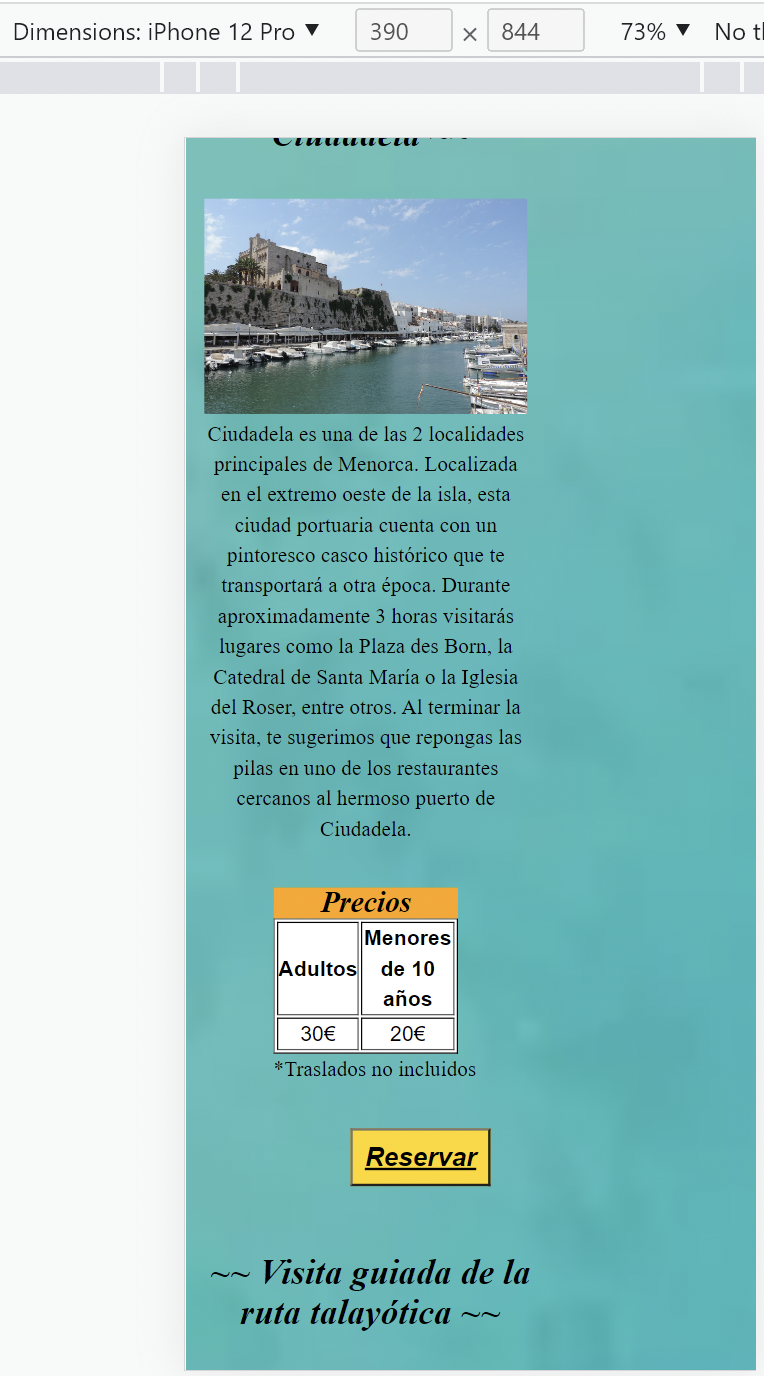 Dimensions: iPhone 12 Pro ▼ 390 × 844 73% ▼ No th
Ciudadela ~~
Ciudadela es una de las 2 localidades
principales de Menorca. Localizada
en el extremo oeste de la isla, esta
ciudad portuaria cuenta con un
pintoresco casco histórico que te
transportará a otra época. Durante
aproximadamente 3 horas visitarás
lugares como la Plaza des Born, la
Catedral de Santa María o la Iglesia
del Roser, entre otros. Al terminar la
visita, te sugerimos que repongas las
pilas en uno de los restaurantes
cercanos al hermoso puerto de
Ciudadela.
Precios
Adultos Menores
de 10
años
30€ 20€
*Traslados no incluidos
Reservar
~~ Visita guiada de la
ruta talayótica ~~